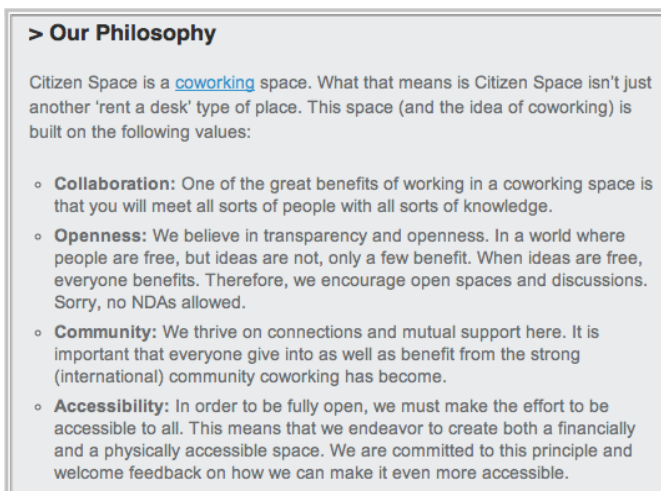 > Our Philosophy
Citizen Space is a coworking space. What that means is Citizen Space isn't just
another 'rent a desk' type of place. This space (and the idea of coworking) is
built on the following values:
◦ Collaboration: One of the great benefits of working in a coworking space is
that you will meet all sorts of people with all sorts of knowledge.
◦ Openness: We believe in transparency and openness. In a world where
people are free, but ideas are not, only a few benefit. When ideas are free,
everyone benefits. Therefore, we encourage open spaces and discussions.
Sorry, no NDAs allowed.
◦ Community: We thrive on connections and mutual support here. It is
important that everyone give into as well as benefit from the strong
(international) community coworking has become.
◦ Accessibility: In order to be fully open, we must make the effort to be
accessible to all. This means that we endeavor to create both a financially
and a physically accessible space. We are committed to this principle and
welcome feedback on how we can make it even more accessible.